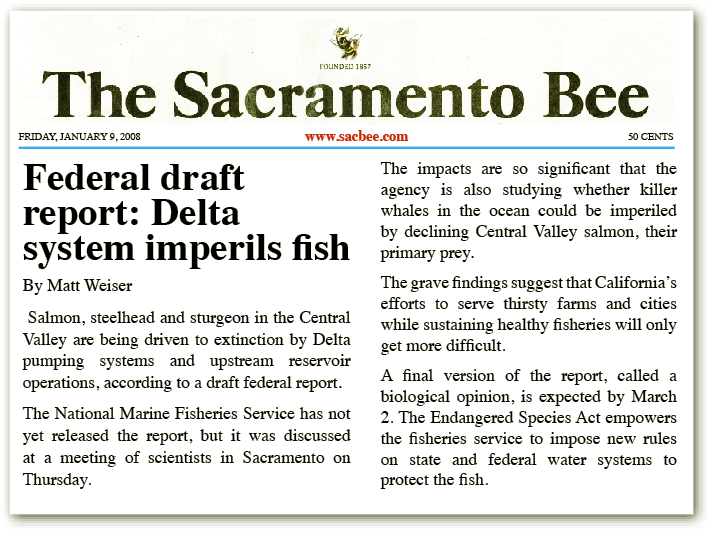 FOUNDED 1857
The Sacramento Bee
FRIDAY, JANUARY 9, 2008
www.sacbee.com
50 CENTS
Federal draft
report: Delta
system imperils fish
By Matt Weiser
Salmon, steelhead and sturgeon in the Central
Valley are being driven to extinction by Delta
pumping systems and upstream reservoir
operations, according to a draft federal report.
The National Marine Fisheries Service has not
yet released the report, but it was discussed
at a meeting of scientists in Sacramento on
Thursday.
The impacts are so significant that the
agency is also studying whether killer
whales in the ocean could be imperiled
by declining Central Valley salmon, their
primary prey.
The grave findings suggest that California's
efforts to serve thirsty farms and cities
while sustaining healthy fisheries will only
get more difficult.
A final version of the report, called a
biological opinion, is expected by March
2. The Endangered Species Act empowers
the fisheries service to impose new rules
on state and federal water systems to
protect the fish.